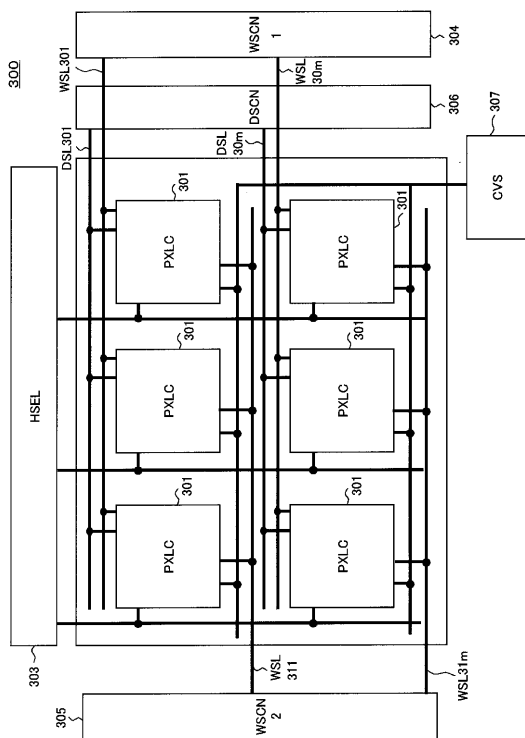 300
WSCN
1
304
WSL301
WSL
30m
DSCN
306
DSL301
DSL
30m
307
CVS
HSEL
303
301
PXLC
301
PXLC
301
PXLC
301
PXLC
301
PXLC
301
PXLC
WSL
311
WSL31m
305
WSCN
2